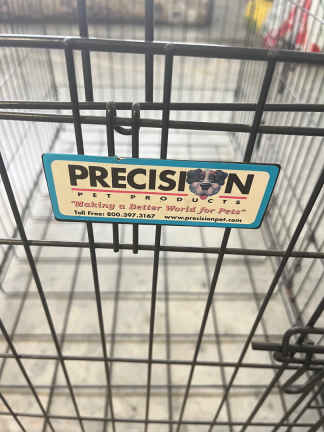 PRECISION
PET PRODUCTS
"Making a Better World for Pets"
Toll Free: 800.397.3167 www.precisionpet.com